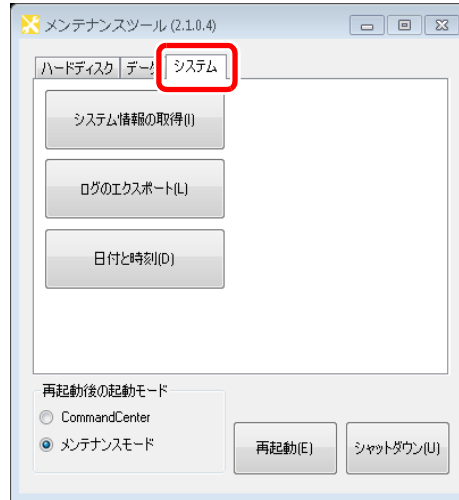 メンテナンスツール (2.1.0.4)
ハードディスク データ システム
システム情報の取得(I)
ログのエクスポート(L)
日付と時刻(D)
再起動後の起動モード
CommandCenter
メンテナンスモード
再起動(E) シャットダウン(U)